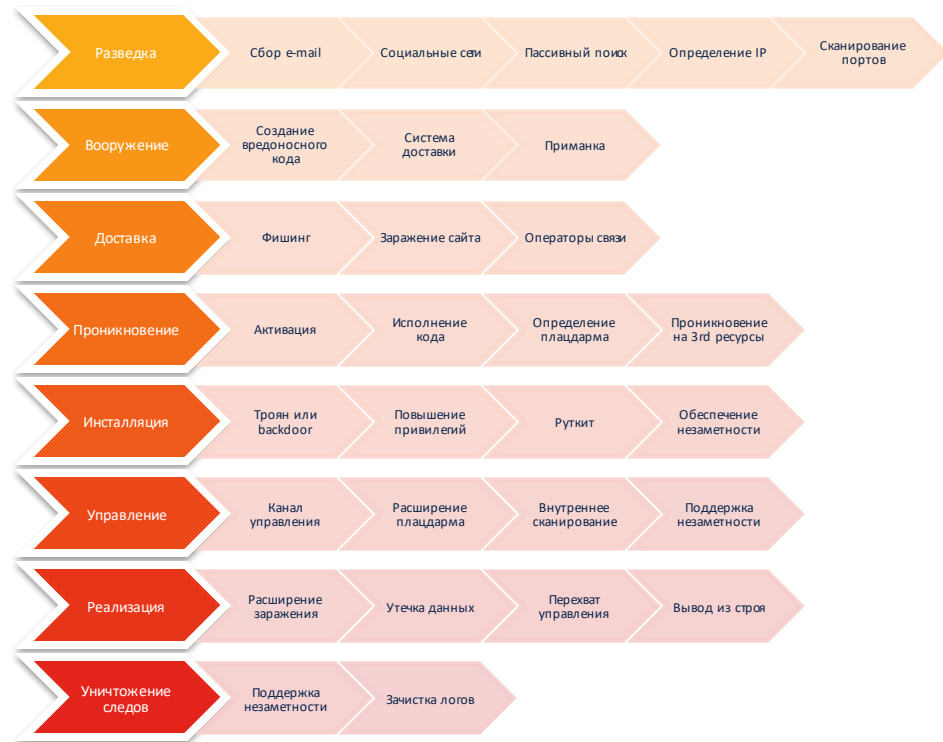 Разведка
Сбор e-mail
Социальные сети
Пассивный поиск
Определение IP
Сканирование
портов
Вооружение
Создание
вредоносного
кода
Система
доставки
Приманка
Доставка
Фишинг
Заражение сайта
Операторы связи
Проникновение
Активация
Исполнение
кода
Определение
плацдарма
Проникновение
на 3rd ресурсы
Инсталляция
Троян или
backdoor
Повышение
привилегий
Руткит
Обеспечение
незаметности
Управление
Канал
управления
Расширение
плацдарма
Внутреннее
сканирование
Поддержка
незаметности
Реализация
Расширение
заражения
Утечка данных
Перехват
управления
Вывод из строя
Уничтожение
следов
Поддержка
незаметности
Зачистка логов